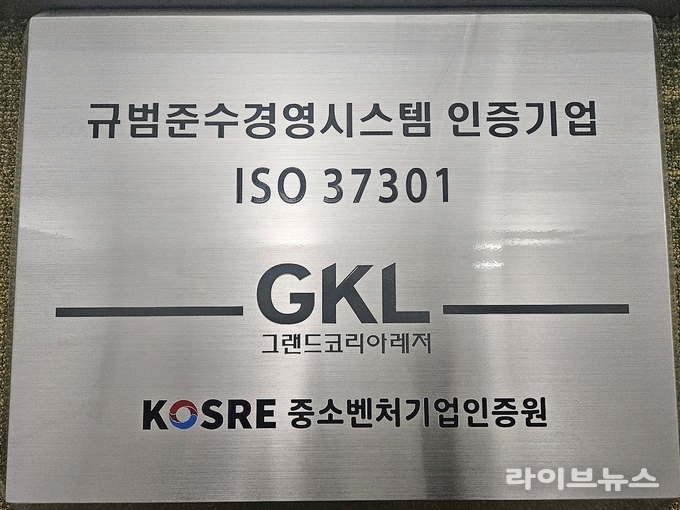 규범준수경영시스템 인증기업
ISO 37301
GKL
그랜드코리아레저
KOSRE 중소벤처기업인증원
라이브뉴스